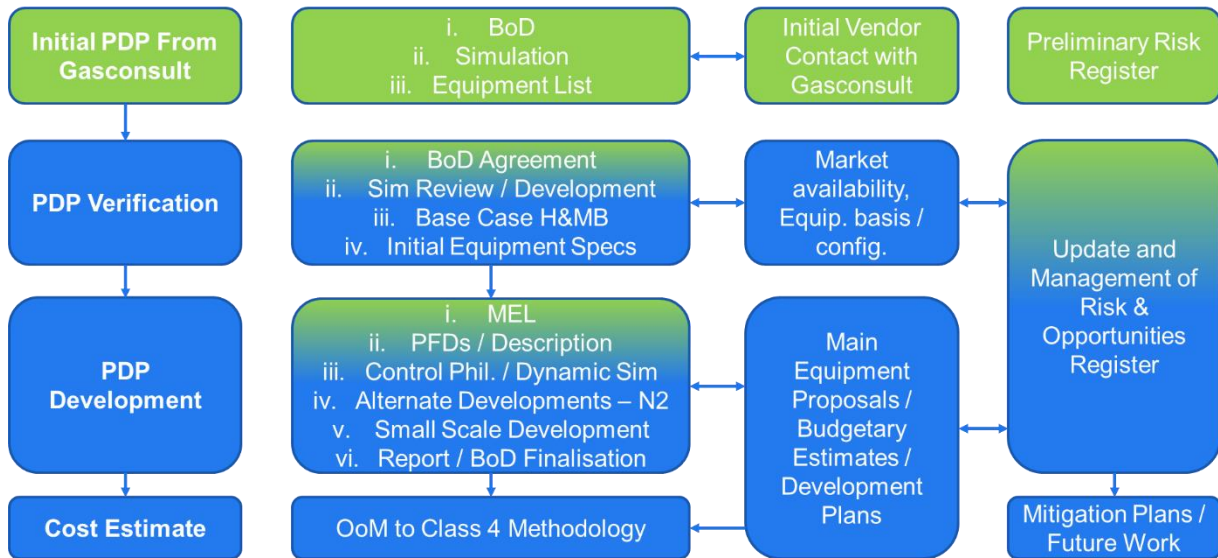 Initial PDP From
Gasconsult
i. BoD
ii. Simulation
iii. Equipment List
Initial Vendor
Contact with
Gasconsult
Preliminary Risk
Register
PDP Verification
i. BoD Agreement
ii. Sim Review / Development
iii. Base Case H&MB
iv. Initial Equipment Specs
Market
availability,
Equip. basis /
config.
Update and
Management of
Risk &
Opportunities
Register
PDP
Development
i. MEL
ii. PFDs / Description
iii. Control Phil. / Dynamic Sim
iv. Alternate Developments – N2
v. Small Scale Development
vi. Report / BoD Finalisation
Main
Equipment
Proposals /
Budgetary
Estimates /
Development
Plans
Cost Estimate
OoM to Class 4 Methodology
Mitigation Plans /
Future Work